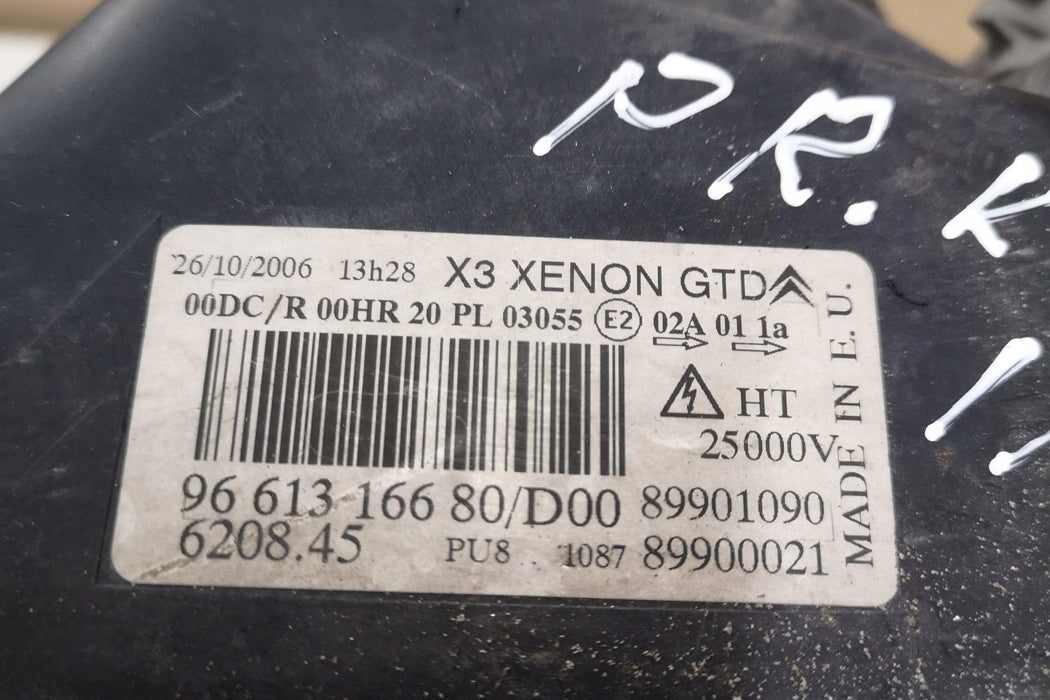 P R. K
26/10/2006 13h28 X3 XENON GTD
00DC/R 00HR 20 PL 03055 E2 02A 01 1a
HT
25000V
96 613 166 80/D00 89901090
6208.45 PU8 1087 89900021
MADE IN E.U.